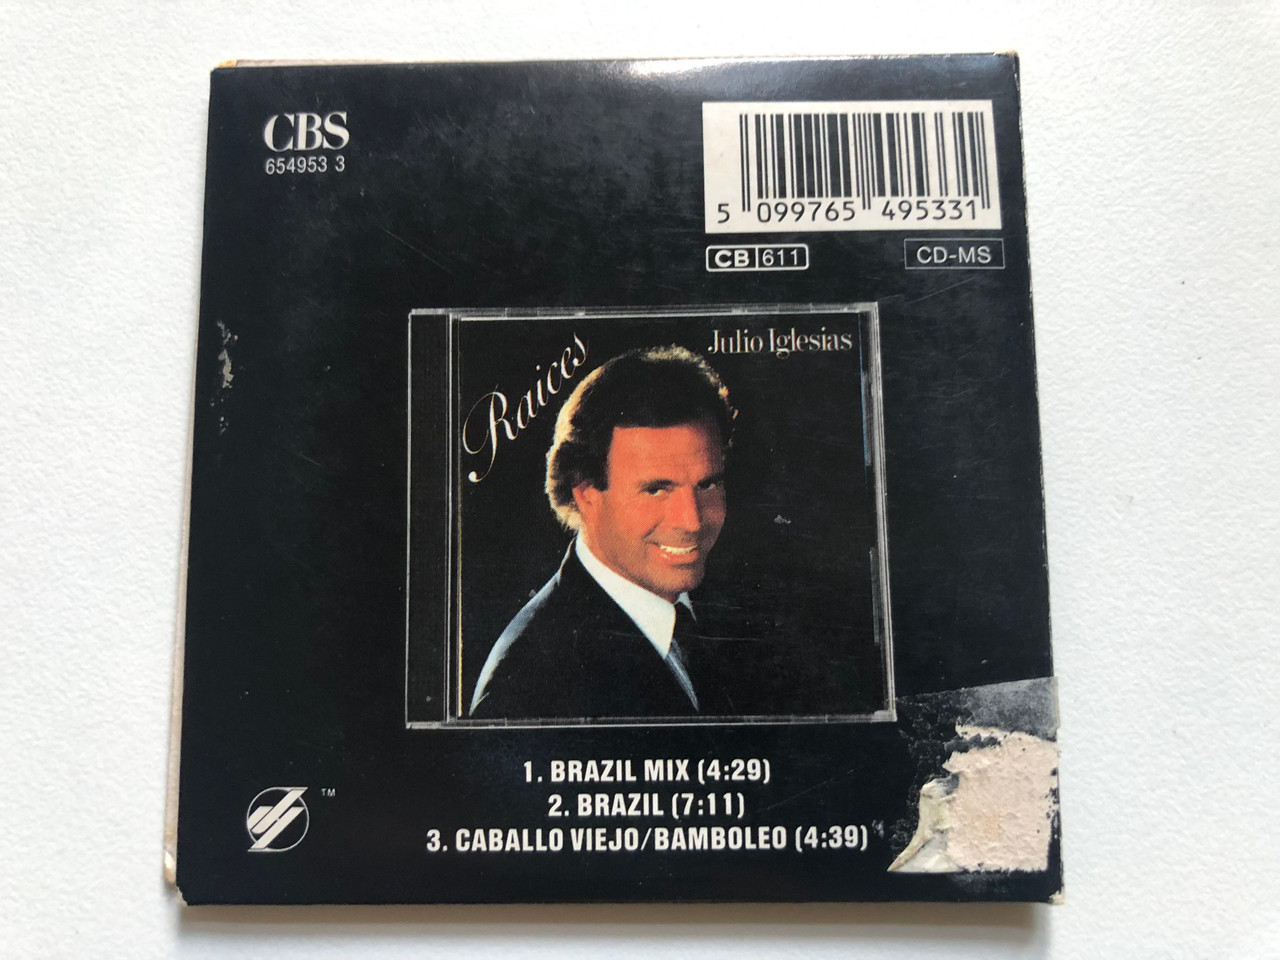 CBS
654953 3
5 099765 495331
CB 611
CD-MS
Raices
Julio Iglesias
1. BRAZIL MIX (4:29)
2. BRAZIL (7:11)
3. CABALLO VIEJO/BAMBOLEO (4:39)
TM